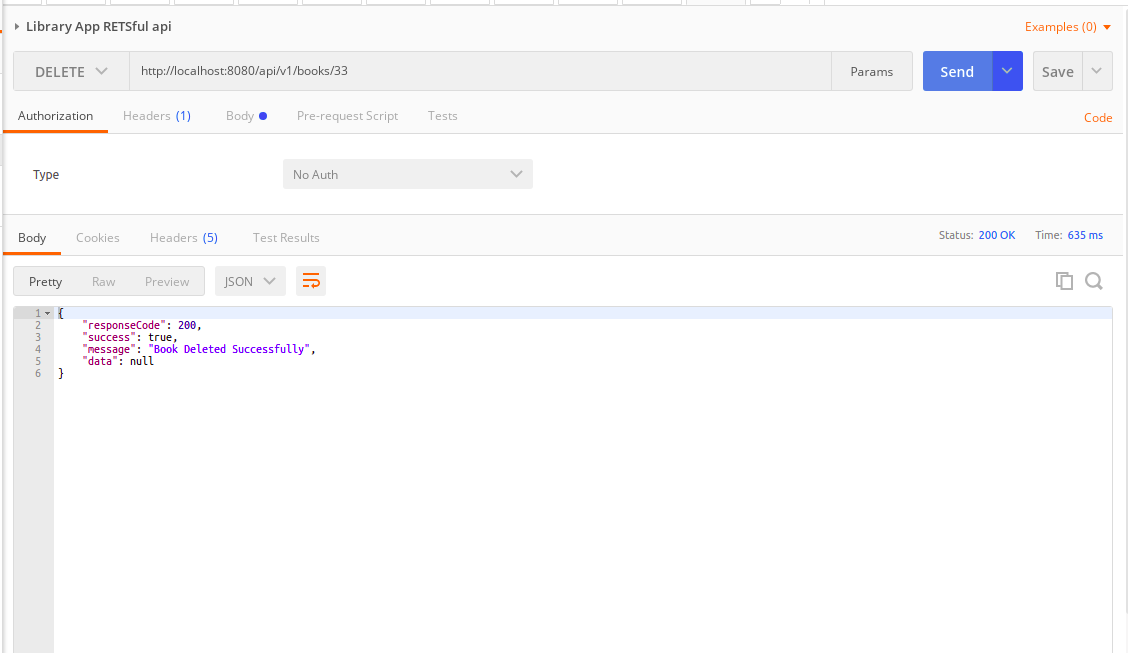 Library App RETSful api
Examples (0)
DELETE http://localhost:8080/api/v1/books/33 Params Send Save
Authorization Headers (1) Body Pre-request Script Tests Code
Type No Auth
Body Cookies Headers (5) Test Results Status: 200 OK Time: 635 ms
Pretty Raw Preview JSON
1 {
2 "responseCode": 200,
3 "success": true,
4 "message": "Book Deleted Successfully",
5 "data": null
6 }